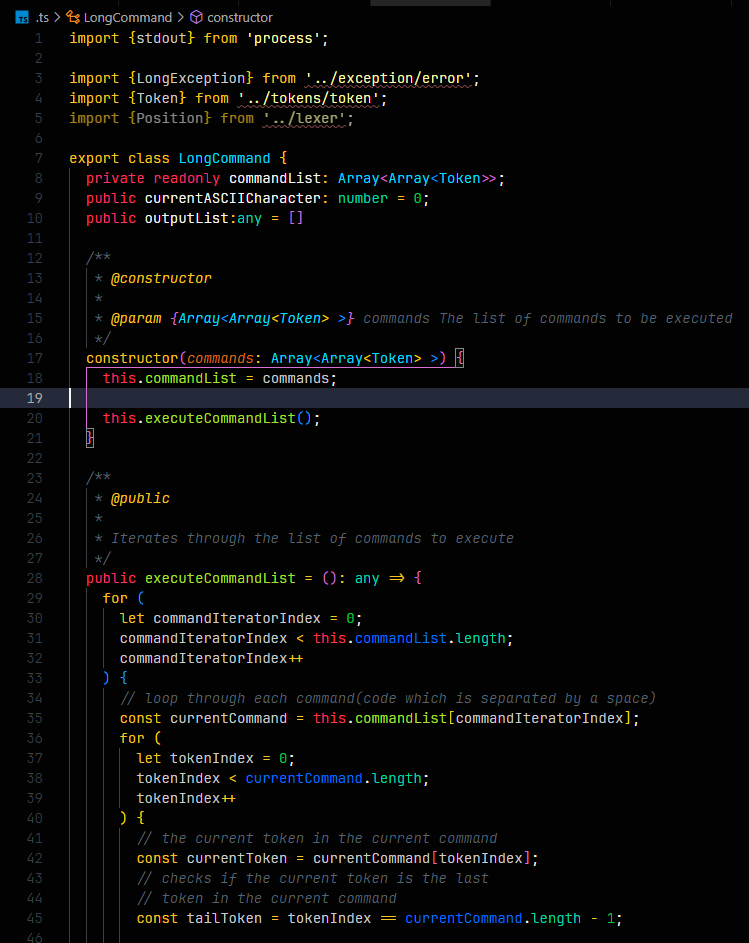 TS .ts > LongCommand > constructor
1 import {stdout} from 'process';
2
3 import {LongException} from '../exception/error';
4 import {Token} from '../tokens/token';
5 import {Position} from '../lexer';
6
7 export class LongCommand {
8 private readonly commandList: Array<Array<Token>>;
9 public currentASCIICharacter: number = 0;
10 public outputList:any = []
11
12 /**
13 * @constructor
14 *
15 * @param {Array<Array<Token> >} commands The list of commands to be executed
16 */
17 constructor(commands: Array<Array<Token> >) {
18 this.commandList = commands;
19
20 this.executeCommandList();
21 }
22
23 /**
24 * @public
25 *
26 * Iterates through the list of commands to execute
27 */
28 public executeCommandList = (): any => {
29 for (
30 let commandIteratorIndex = 0;
31 commandIteratorIndex < this.commandList.length;
32 commandIteratorIndex++
33 ) {
34 // loop through each command(code which is separated by a space)
35 const currentCommand = this.commandList[commandIteratorIndex];
36 for (
37 let tokenIndex = 0;
38 tokenIndex < currentCommand.length;
39 tokenIndex++
40 ) {
41 // the current token in the current command
42 const currentToken = currentCommand[tokenIndex];
43 // checks if the current token is the last
44 // token in the current command
45 const tailToken = tokenIndex == currentCommand.length - 1;
46